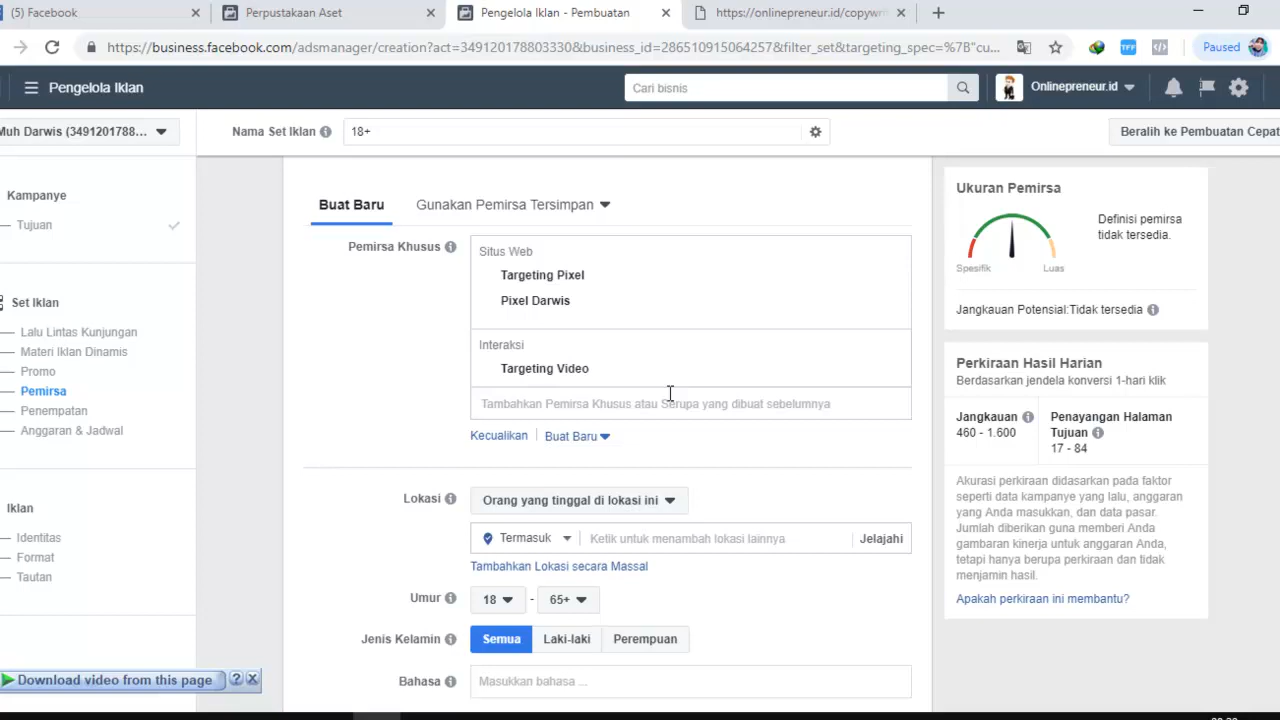 (5) Facebook
Perpustakaan Aset
Pengelola Iklan - Pembuatan
https://onlinepreneur.id/copywr
https://business.facebook.com/adsmanager/creation?act=349120178803330&business_id=286510915064257&filter_set&targeting_spec=%7B"cu...
TFF
Paused
Pengelola Iklan
Cari bisnis
Onlinepreneur.id
Muh Darwis (3491201788...
Nama Set Iklan
18+
Beralih ke Pembuatan Cepat
Kampanye
Tujuan
Set Iklan
Lalu Lintas Kunjungan
Materi Iklan Dinamis
Promo
Pemirsa
Penempatan
Anggaran & Jadwal
Iklan
Identitas
Format
Tautan
Buat Baru
Gunakan Pemirsa Tersimpan
Pemirsa Khusus
Situs Web
Targeting Pixel
Pixel Darwis
Interaksi
Targeting Video
Tambahkan Pemirsa Khusus atau Serupa yang dibuat sebelumnya
Kecualikan
Buat Baru
Lokasi
Orang yang tinggal di lokasi ini
Termasuk
Ketik untuk menambah lokasi lainnya
Jelajahi
Tambahkan Lokasi secara Massal
Umur
18 - 65+
Jenis Kelamin
Semua
Laki-laki
Perempuan
Bahasa
Masukkan bahasa ...
Ukuran Pemirsa
Spesifik
Luas
Definisi pemirsa
tidak tersedia.
Jangkauan Potensial:Tidak tersedia
Perkiraan Hasil Harian
Berdasarkan jendela konversi 1-hari klik
Jangkauan
460 - 1.600
Penayangan Halaman
Tujuan
17 - 84
Akurasi perkiraan didasarkan pada faktor
seperti data kampanye yang lalu, anggaran
yang Anda masukkan, dan data pasar.
Jumlah diberikan guna memberi Anda
gambaran kinerja untuk anggaran Anda,
tetapi hanya berupa perkiraan dan tidak
menjamin hasil.
Apakah perkiraan ini membantu?
Download video from this page
?